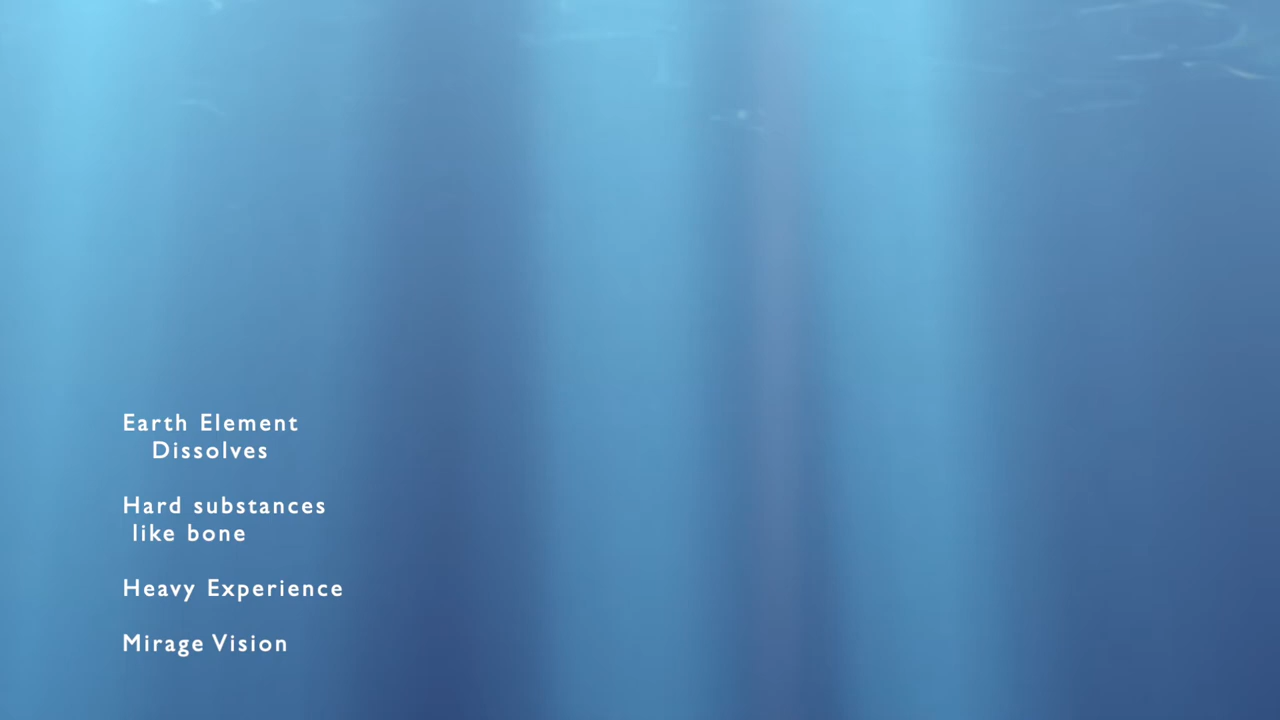 Earth Element
Dissolves
Hard substances
like bone
Heavy Experience
Mirage Vision